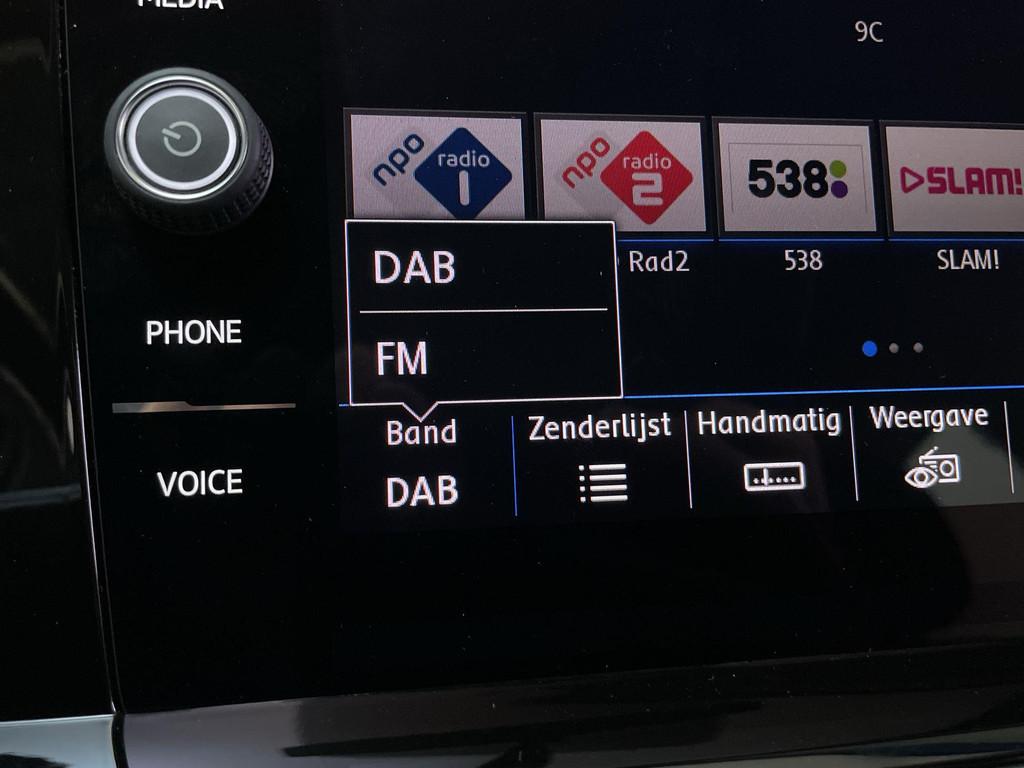 MEDIA
9C
npo radio 1
npo radio 2
538
SLAM!
DAB
Rad2
538
SLAM!
FM
PHONE
Band
Zenderlijst
Handmatig
Weergave
DAB
VOICE